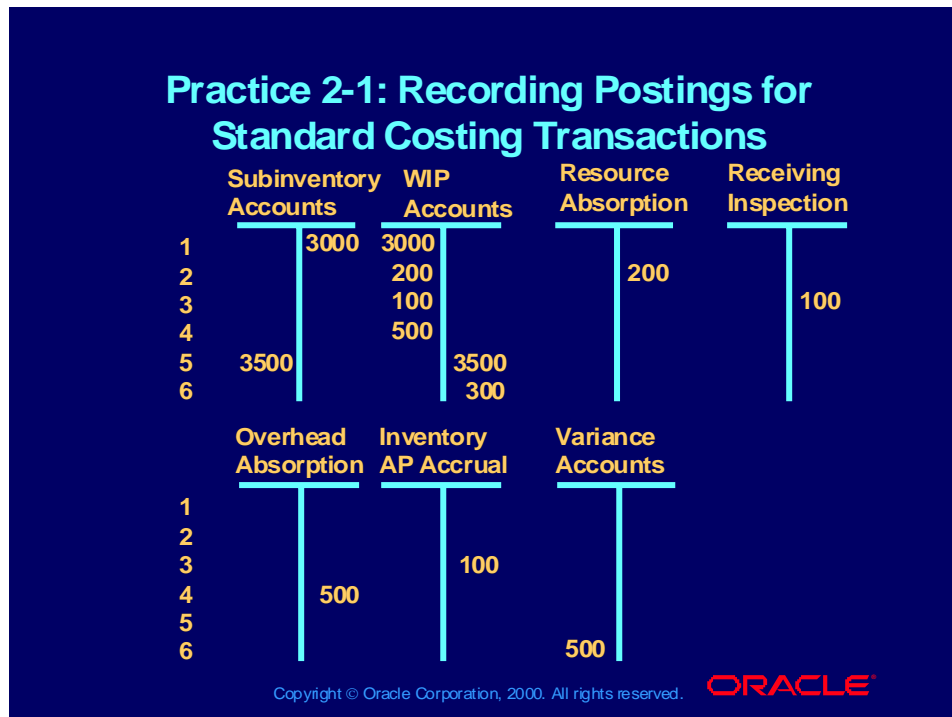 Practice 2-1: Recording Postings for
Standard Costing Transactions
Subinventory Accounts
WIP Accounts
Resource Absorption
Receiving Inspection
1 3000 3000
2 200 200
3 100 100
4 500
5 3500 3500
6 300
Overhead Absorption
Inventory AP Accrual
Variance Accounts
1
2
3 100
4 500
5
6 500
Copyright © Oracle Corporation, 2000. All rights reserved.
ORACLE®